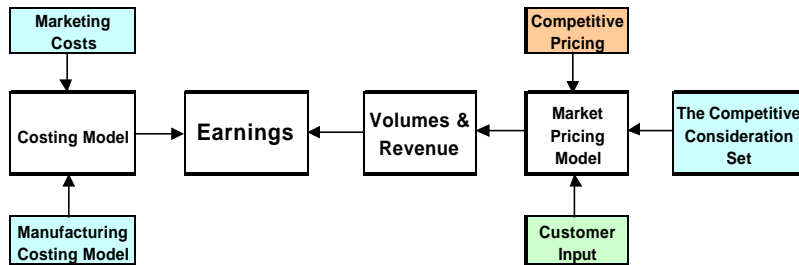 Marketing
Costs
Competitive
Pricing
Costing Model
Earnings
Volumes &
Revenue
Market
Pricing
Model
The Competitive
Consideration
Set
Manufacturing
Costing Model
Customer
Input